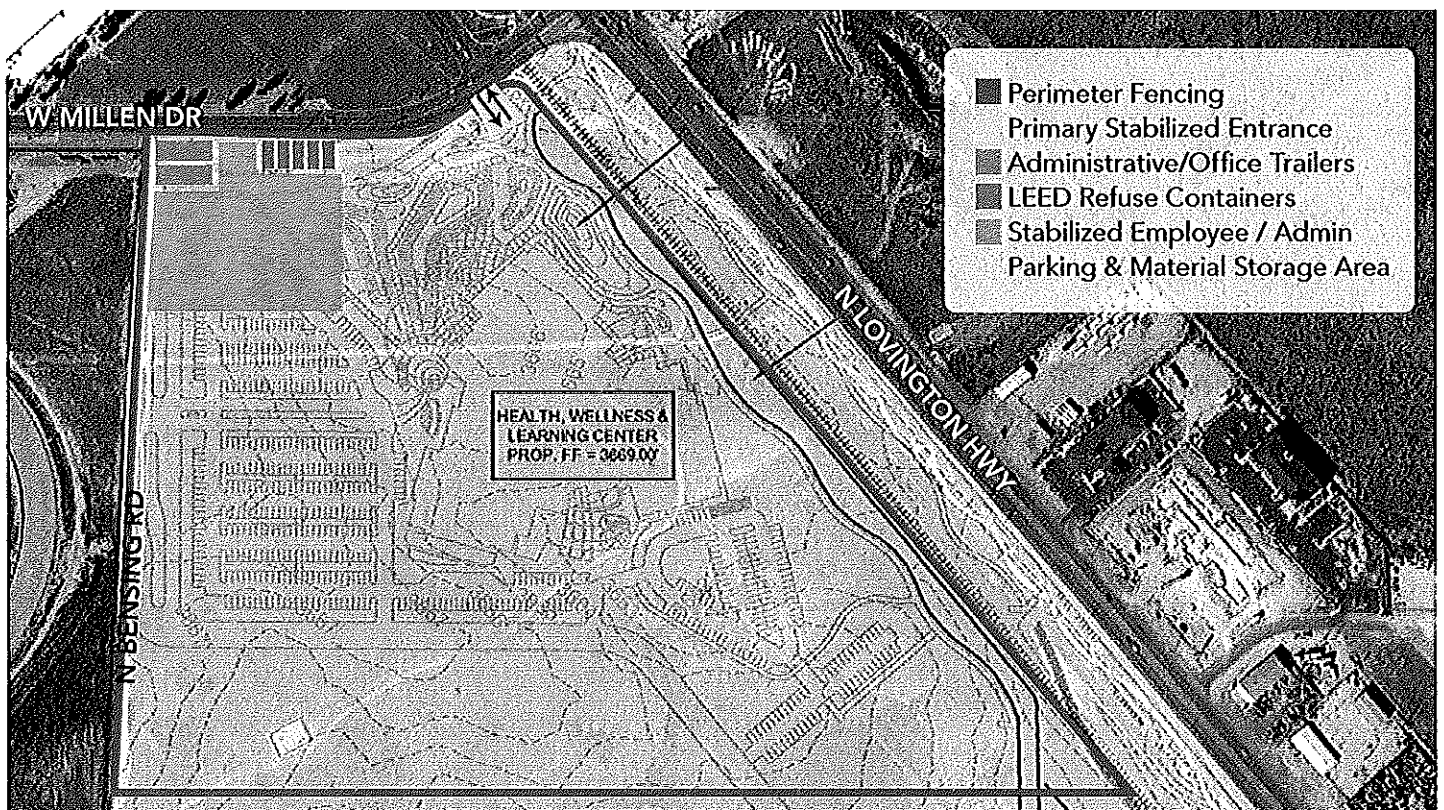 W MILLEN DR
Perimeter Fencing
Primary Stabilized Entrance
Administrative/Office Trailers
LEED Refuse Containers
Stabilized Employee / Admin
Parking & Material Storage Area
N LOVINGTON HWY
HEALTH, WELLNESS &
LEARNING CENTER
PROP. FF = 3669.00'
N BENSING RD